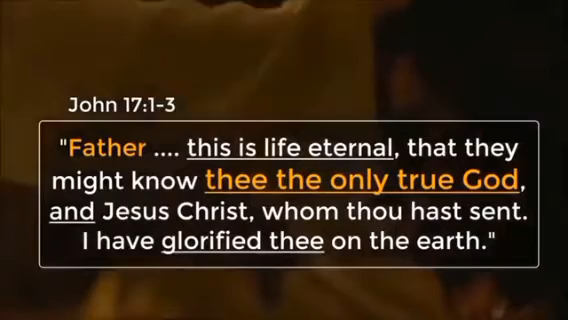 John 17:1-3
"Father .... this is life eternal, that they
might know thee the only true God,
and Jesus Christ, whom thou hast sent.
I have glorified thee on the earth."